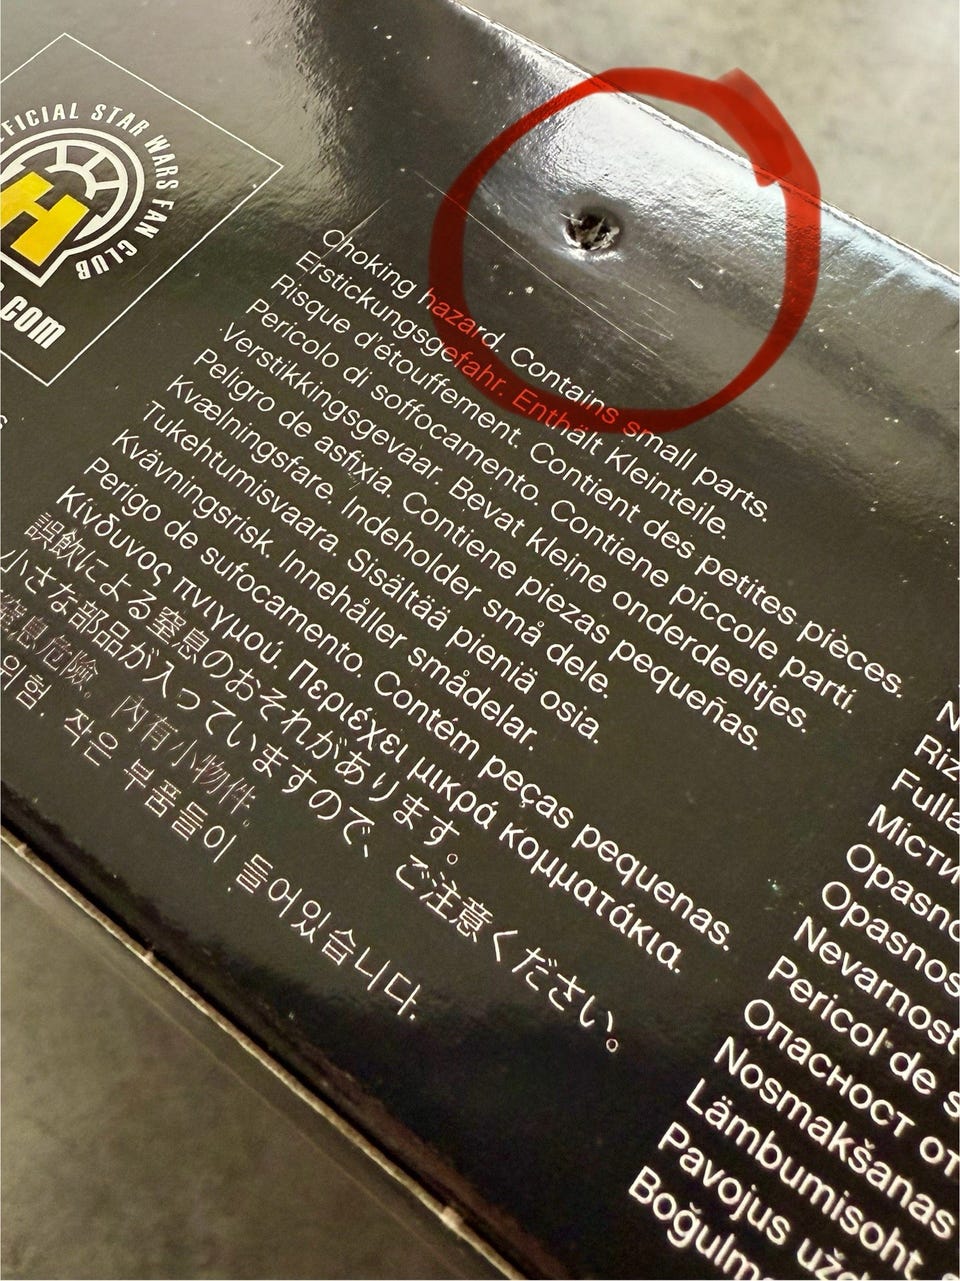 FFICIAL STAR WARS FAN CLUB
H
.COM
Choking hazard. Contains small parts.
Erstickungsgefahr. Enthält Kleinteile.
Risque d'étouffement. Contient des petites pièces.
Pericolo di soffocamento. Contiene piccole parti.
Verstikkingsgevaar. Bevat kleine onderdeeltjes.
Peligro de asfixia. Contiene piezas pequeñas.
Kvælningsfare. Indeholder små dele.
Tukehtumisvaara. Sisältää pieniä osia.
Kvävningsrisk. Innehåller smådelar.
Perigo de sufocamento. Contém peças pequenas.
Κίνδυνος πνιγμού. Περιέχει μικρά κομματάκια.
誤飲による窒息のおそれがあります。
小さな部品が入っていますので、ご注意ください。
窒息危險。 內有小物件。
위험. 작은 부품들이 들어있습니다.
N
Riz
Fulla
Місти
Opasno
Opasnos
Nevarnost
Pericol de s
Опасност от
Nosmakšanas
Lämbumisoht.
Pavojus užs
Boğulm